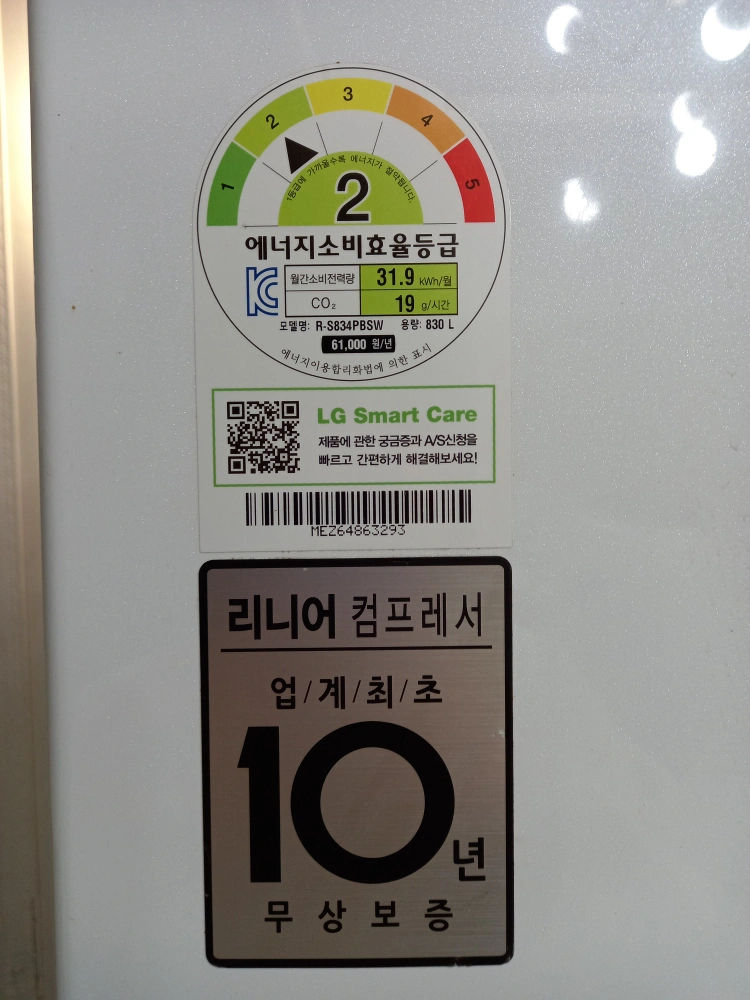 1
2
3
4
5
1등급에 가까울수록 에너지가 절약됩니다.
2
에너지소비효율등급
월간소비전력량 31.9 kWh/월
CO₂ 19 g/시간
모델명: R-S834PBSW 용량: 830 L
61,000 원/년
에너지이용합리화법에 의한 표시
LG Smart Care
제품에 관한 궁금증과 A/S신청을
빠르고 간편하게 해결해보세요!
MEZ64863293
리니어 컴프레서
업/계/최/초
10년
무상보증